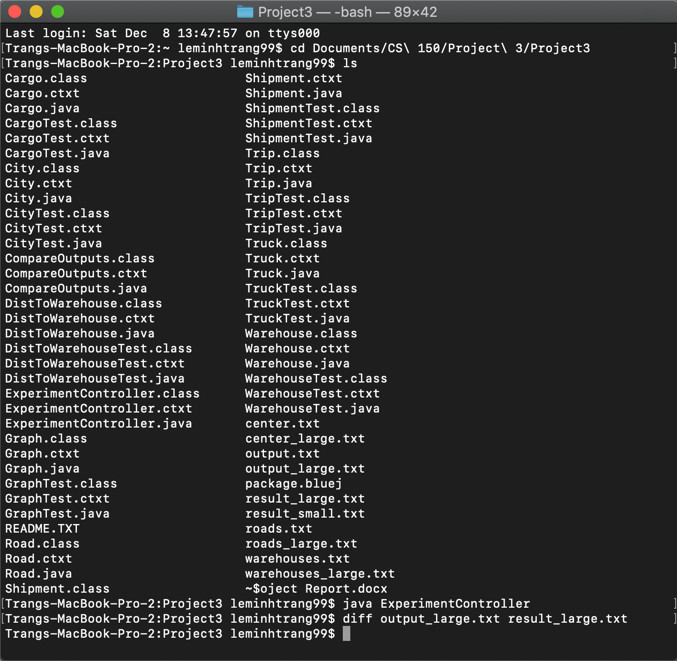 Project3 — -bash — 89×42
Last login: Sat Dec  8 13:47:57 on ttys000
[Trangs-MacBook-Pro-2:~ leminhtrang99$ cd Documents/CS\ 150/Project\ 3/Project3 ]
[Trangs-MacBook-Pro-2:Project3 leminhtrang99$ ls ]
Cargo.class Shipment.ctxt
Cargo.ctxt Shipment.java
Cargo.java ShipmentTest.class
CargoTest.class ShipmentTest.ctxt
CargoTest.ctxt ShipmentTest.java
CargoTest.java Trip.class
City.class Trip.ctxt
City.ctxt Trip.java
City.java TripTest.class
CityTest.class TripTest.ctxt
CityTest.ctxt TripTest.java
CityTest.java Truck.class
CompareOutputs.class Truck.ctxt
CompareOutputs.ctxt Truck.java
CompareOutputs.java TruckTest.class
DistToWarehouse.class TruckTest.ctxt
DistToWarehouse.ctxt TruckTest.java
DistToWarehouse.java Warehouse.class
DistToWarehouseTest.class Warehouse.ctxt
DistToWarehouseTest.ctxt Warehouse.java
DistToWarehouseTest.java WarehouseTest.class
ExperimentController.class WarehouseTest.ctxt
ExperimentController.ctxt WarehouseTest.java
ExperimentController.java center.txt
Graph.class center_large.txt
Graph.ctxt output.txt
Graph.java output_large.txt
GraphTest.class package.bluej
GraphTest.ctxt result_large.txt
GraphTest.java result_small.txt
README.TXT roads.txt
Road.class roads_large.txt
Road.ctxt warehouses.txt
Road.java warehouses_large.txt
Shipment.class ~$oject Report.docx
[Trangs-MacBook-Pro-2:Project3 leminhtrang99$ java ExperimentController ]
[Trangs-MacBook-Pro-2:Project3 leminhtrang99$ diff output_large.txt result_large.txt ]
Trangs-MacBook-Pro-2:Project3 leminhtrang99$